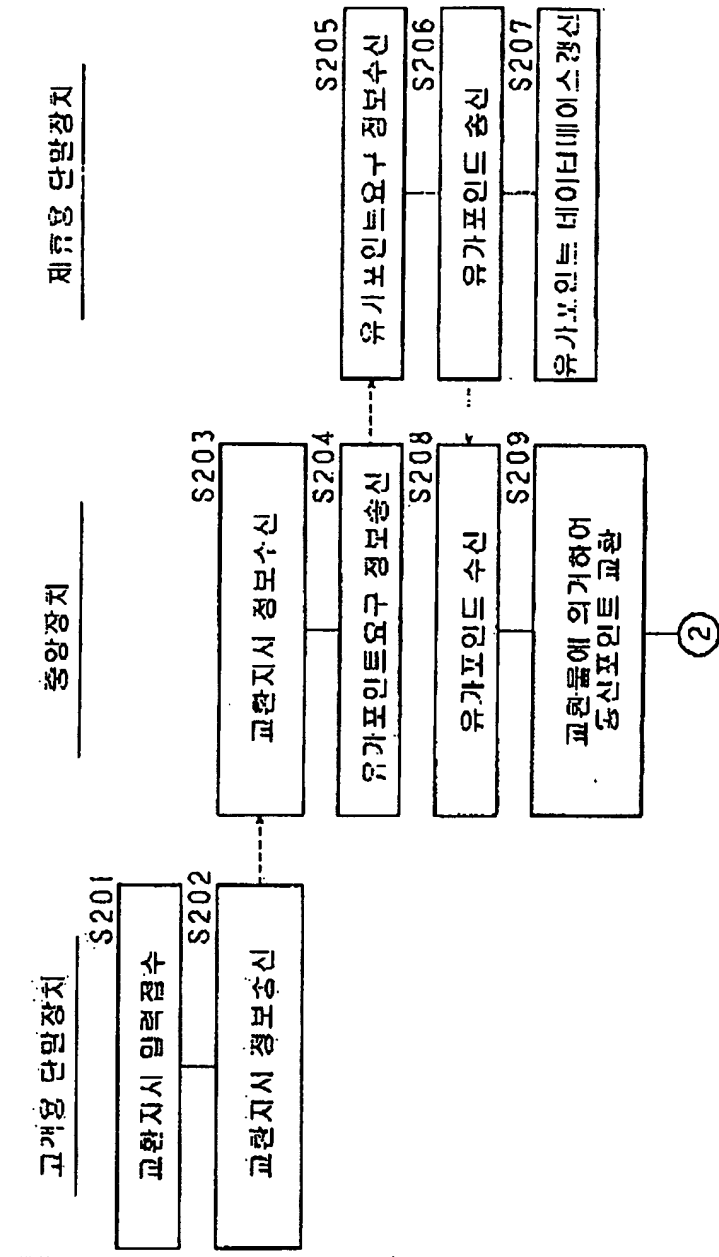 고객용 단말장치
중앙장치
제휴용 단말장치
S201
교환지시 입력접수
S202
교환지시 정보송신
S203
교환지시 정보수신
S204
유가포인트요구 정보송신
S205
유가포인트요구 정보수신
S206
유가포인트 송신
S207
유가포인트 데이터베이스갱신
S208
유가포인트 수신
S209
교환물에 의거하여
통신포인트 교환
2